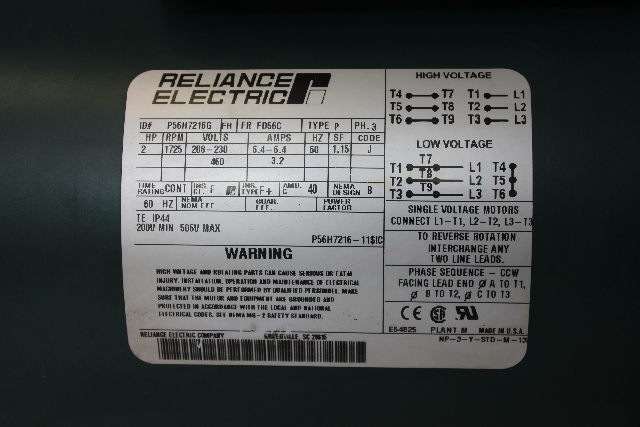 RELIANCE
ELECTRIC
ID# P56H7216G FH FR FD56C TYPE P PH.3
HP RPM VOLTS AMPS HZ SF CODE
2 1725 208-230 6.4-6.4 60 1.15 J
460 3.2
TIME RATING CONT INS. CL. F INS. TYPE E+ AMB. C 40 NEMA DESIGN B
60 HZ NEMA NOM EFF GUAR. EFF. POWER FACTOR
TE IP44
200V MIN 506V MAX
P56H7216-11$IC
WARNING
HIGH VOLTAGE AND ROTATING PARTS CAN CAUSE SERIOUS OR FATAL
INJURY. INSTALLATION, OPERATION AND MAINTENANCE OF ELECTRICAL
MACHINERY SHOULD BE PERFORMED BY QUALIFIED PERSONNEL. MAKE
SURE THAT THE MOTOR AND EQUIPMENT ARE GROUNDED AND
PROTECTED IN ACCORDANCE WITH THE LOCAL AND NATIONAL
ELECTRICAL CODES. SEE NEMA MG-2 SAFETY STANDARD.
RELIANCE ELECTRIC COMPANY GREENVILLE, SC 29615
HIGH VOLTAGE
T4 T7 T1 L1
T5 T8 T2 L2
T6 T9 T3 L3
LOW VOLTAGE
T7
T1 L1 T4
T8
T2 L2 T5
T9
T3 L3 T6
SINGLE VOLTAGE MOTORS
CONNECT L1-T1, L2-T2, L3-T3
TO REVERSE ROTATION
INTERCHANGE ANY
TWO LINE LEADS.
PHASE SEQUENCE - CCW
FACING LEAD END Ø A TO T1,
Ø B TO T2, Ø C TO T3
CE
E54825 PLANT M MADE IN U.S.A.
NP-3-Y-STD-M-13